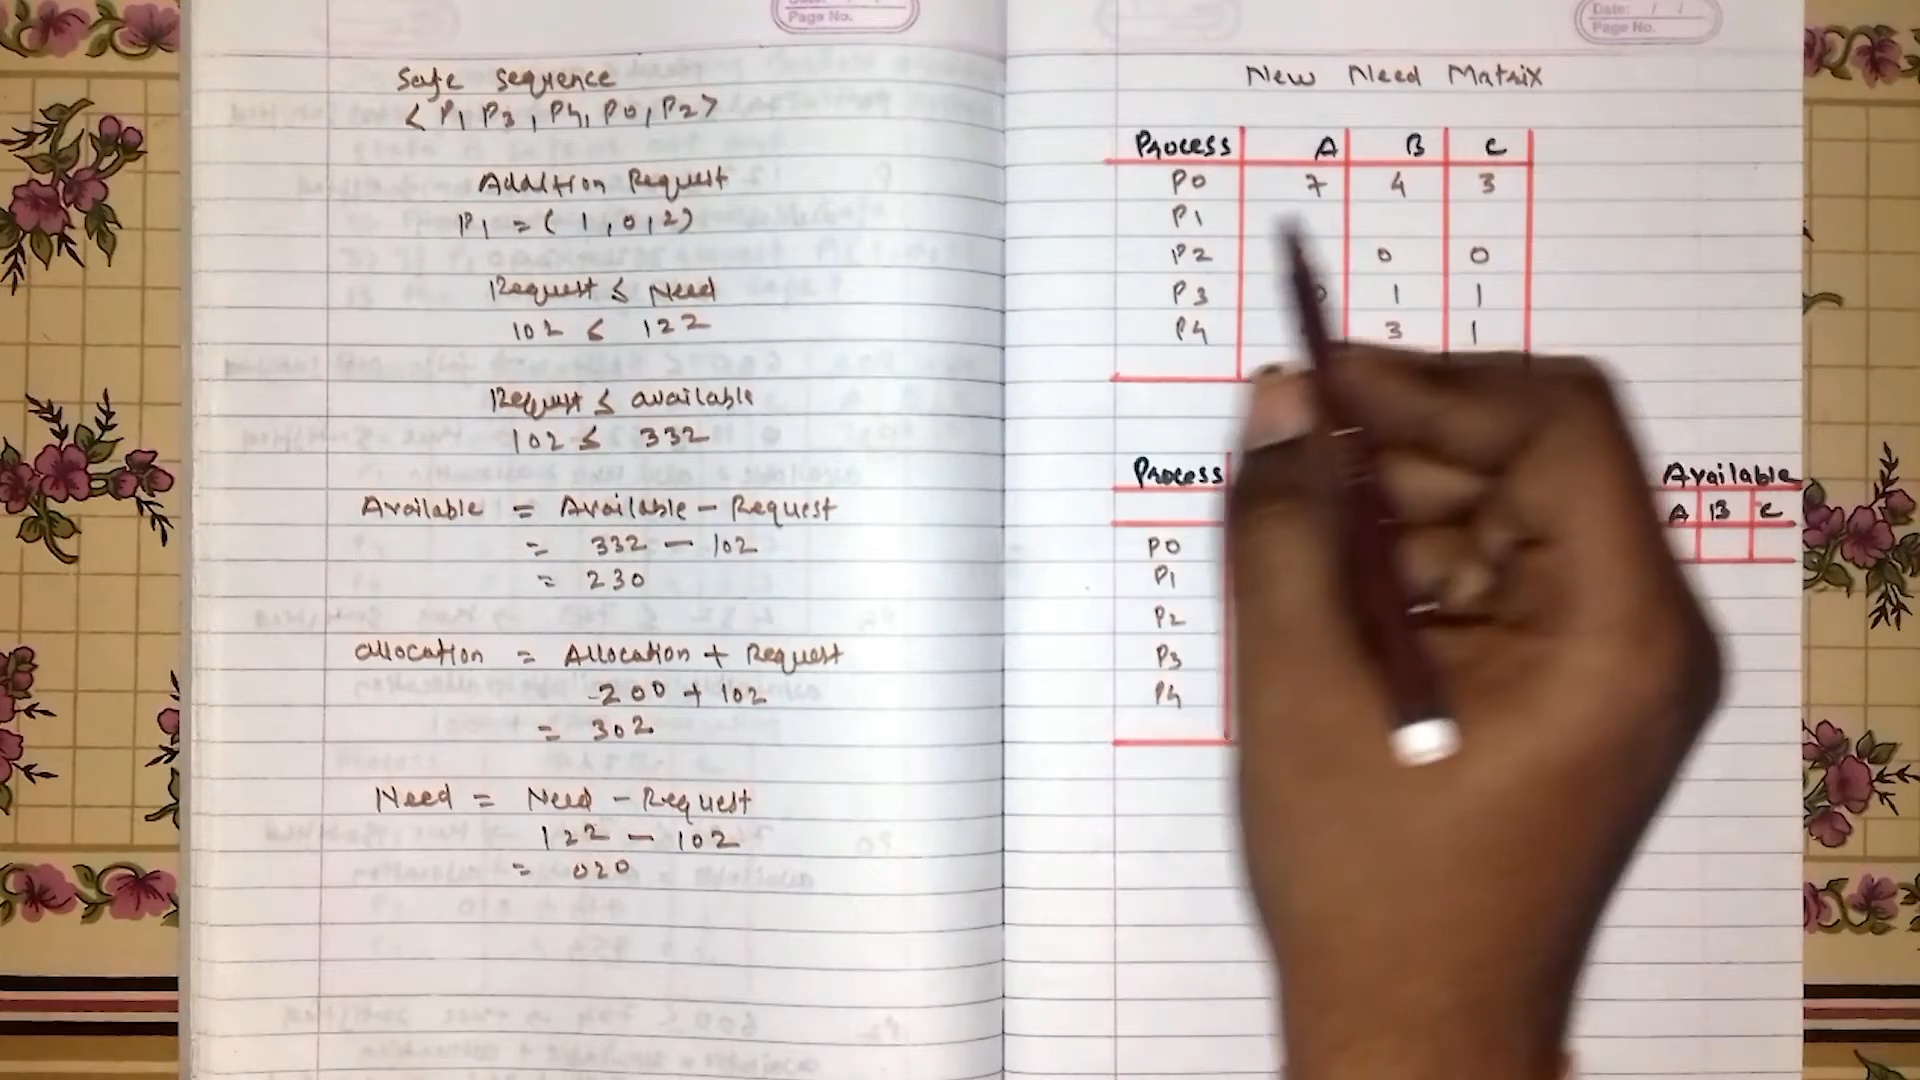 Page No.
Safe sequence
< P1 P3, P4, P0, P2 >
Addition Request
P1 = ( 1, 0, 2)
Request ≤ Need
102 ≤ 122
Request ≤ available
102 ≤ 332
Available = Available - Request
= 332 - 102
= 230
allocation = Allocation + Request
200 + 102
= 302
Need = Need - Request
122 - 102
= 020
Date: / /
Page No.
New Need Matrix
Process A B C
P0 7 4 3
P1
P2 0 0
P3 1 1
P4 3 1
Process Available
A B C
P0
P1
P2
P3
P4